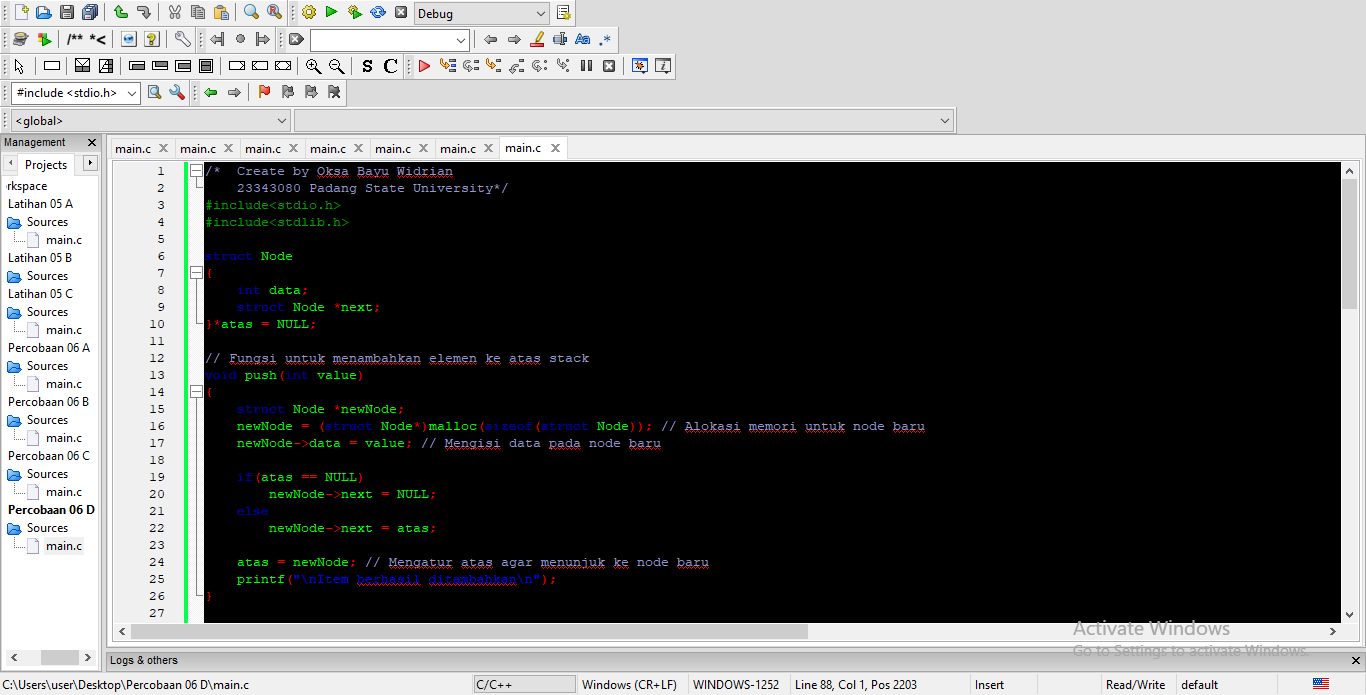 Debug
/** *<
S C
Aa .*
#include <stdio.h>
<global>
Management
Projects
main.c main.c main.c main.c main.c main.c main.c
rkspace
Latihan 05 A
Sources
main.c
Latihan 05 B
Sources
Latihan 05 C
Sources
main.c
Percobaan 06 A
Sources
main.c
Percobaan 06 B
Sources
main.c
Percobaan 06 C
Sources
main.c
Percobaan 06 D
Sources
main.c
1 /* Create by Oksa Bayu Widrian
2 23343080 Padang State University*/
3 #include<stdio.h>
4 #include<stdlib.h>
5
6 struct Node
7 {
8 int data;
9 struct Node *next;
10 }*atas = NULL;
11
12 // Fungsi untuk menambahkan elemen ke atas stack
13 void push(int value)
14 {
15 struct Node *newNode;
16 newNode = (struct Node*)malloc(sizeof(struct Node)); // Alokasi memori untuk node baru
17 newNode->data = value; // Mengisi data pada node baru
18
19 if(atas == NULL)
20 newNode->next = NULL;
21 else
22 newNode->next = atas;
23
24 atas = newNode; // Mengatur atas agar menunjuk ke node baru
25 printf("\nItem berhasil ditambahkan\n");
26 }
27
Activate Windows
Go to Settings to activate Windows.
Logs & others
C:\Users\user\Desktop\Percobaan 06 D\main.c C/C++ Windows (CR+LF) WINDOWS-1252 Line 88, Col 1, Pos 2203 Insert Read/Write default